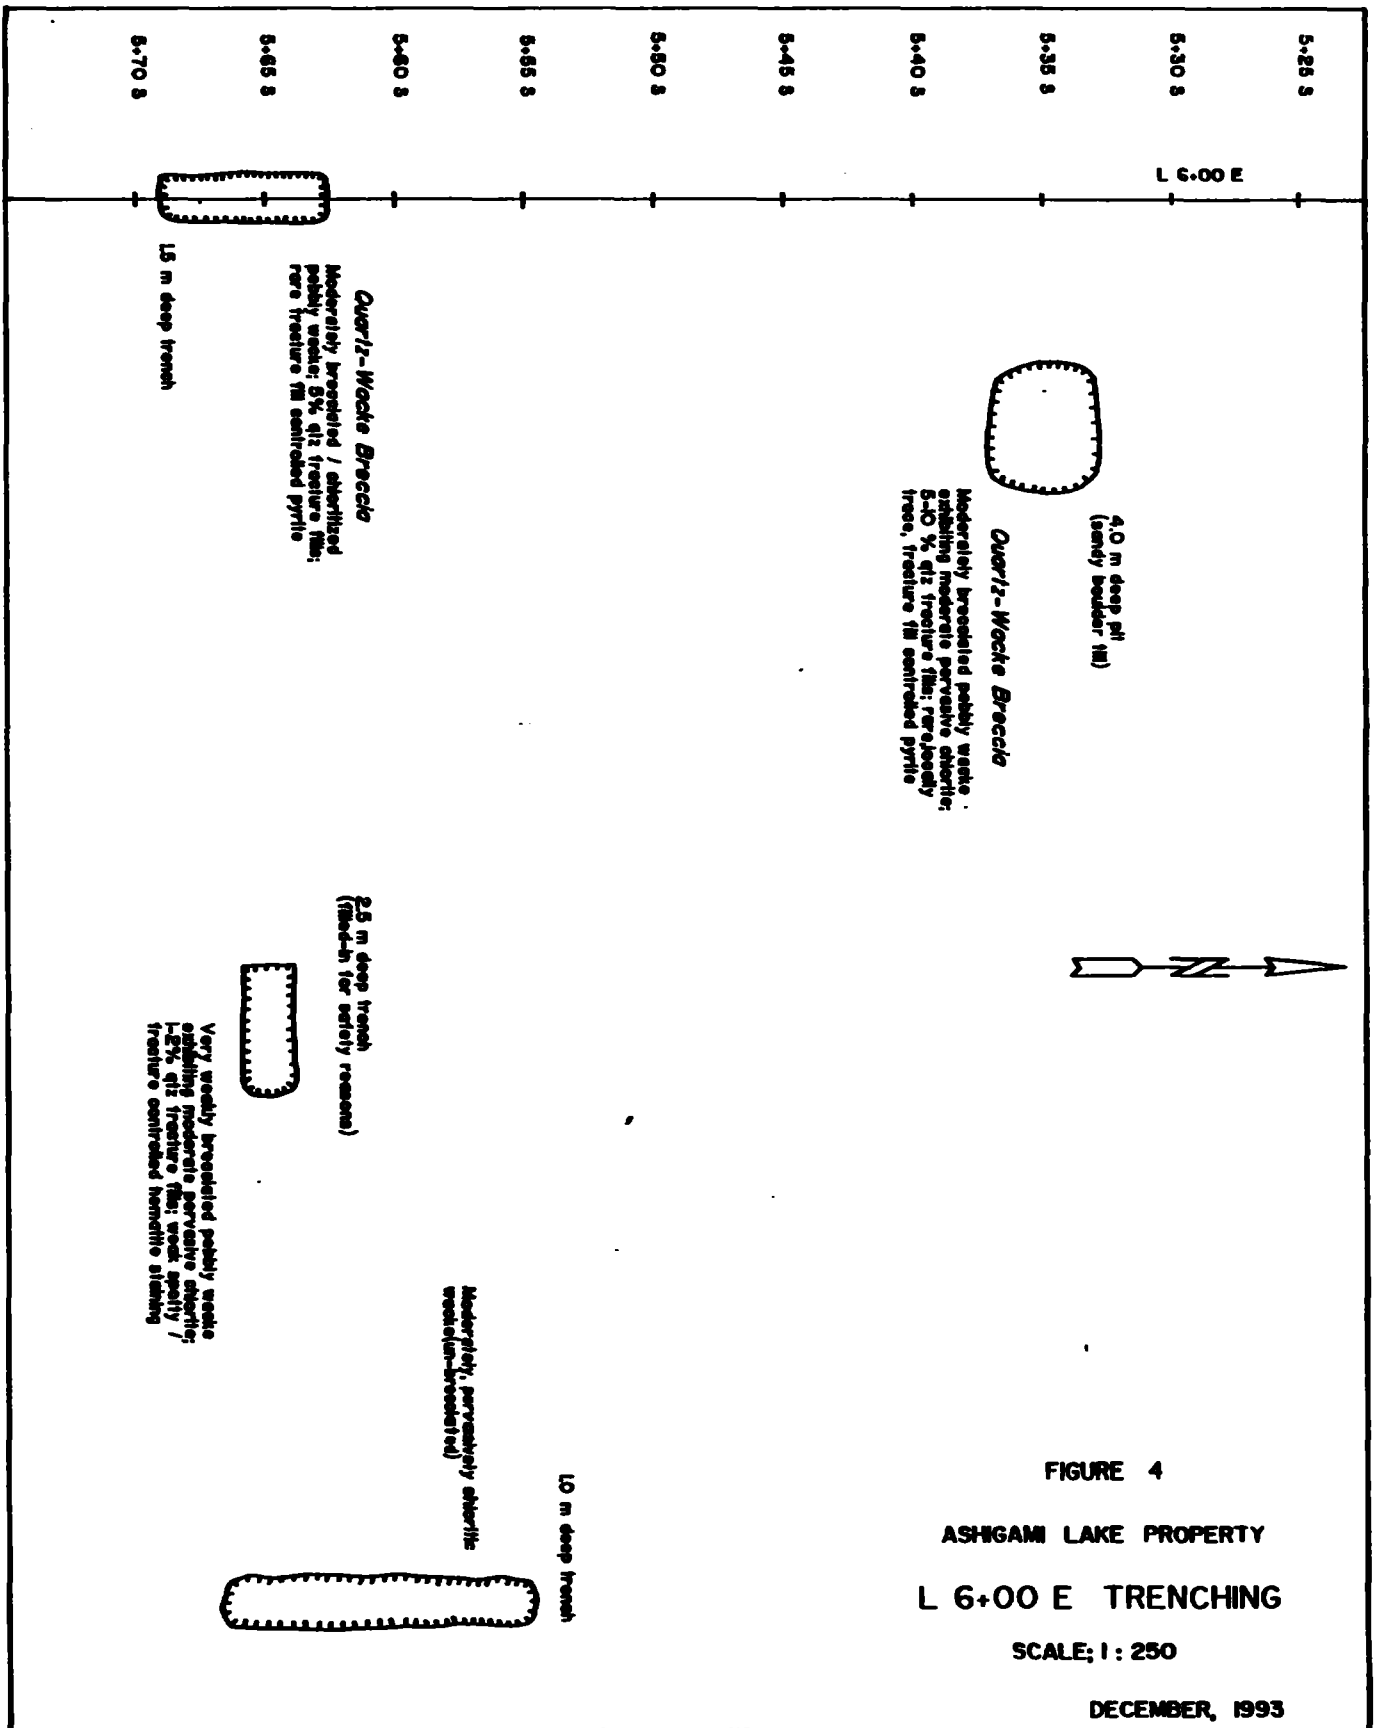 5+70 S
5+65 S
5+60 S
5+55 S
5+50 S
5+45 S
5+40 S
5+35 S
5+30 S
5+25 S
L 6+00 E
1.5 m deep trench
Quartz-Wacke Breccia
Moderately brecciated / chloritized
pebbly wacke; 5% qtz fracture fills;
rare fracture fill controlled pyrite
4.0 m deep pit
(sandy boulder till)
Quartz-Wacke Breccia
Moderately brecciated pebbly wacke
exhibiting moderate pervasive chlorite;
5-10 % qtz fracture fills; rare, locally
trace, fracture fill controlled pyrite
2.5 m deep trench
(filled-in for safety reasons)
Very weakly brecciated pebbly wacke
exhibiting moderate pervasive chlorite;
1-2% qtz fracture fills; weak spotty /
fracture controlled hematite staining
N
Moderately, pervasively chloritic
wacke(un-brecciated)
1.0 m deep trench
FIGURE 4
ASHIGAMI LAKE PROPERTY
L 6+00 E TRENCHING
SCALE; 1 : 250
DECEMBER, 1993